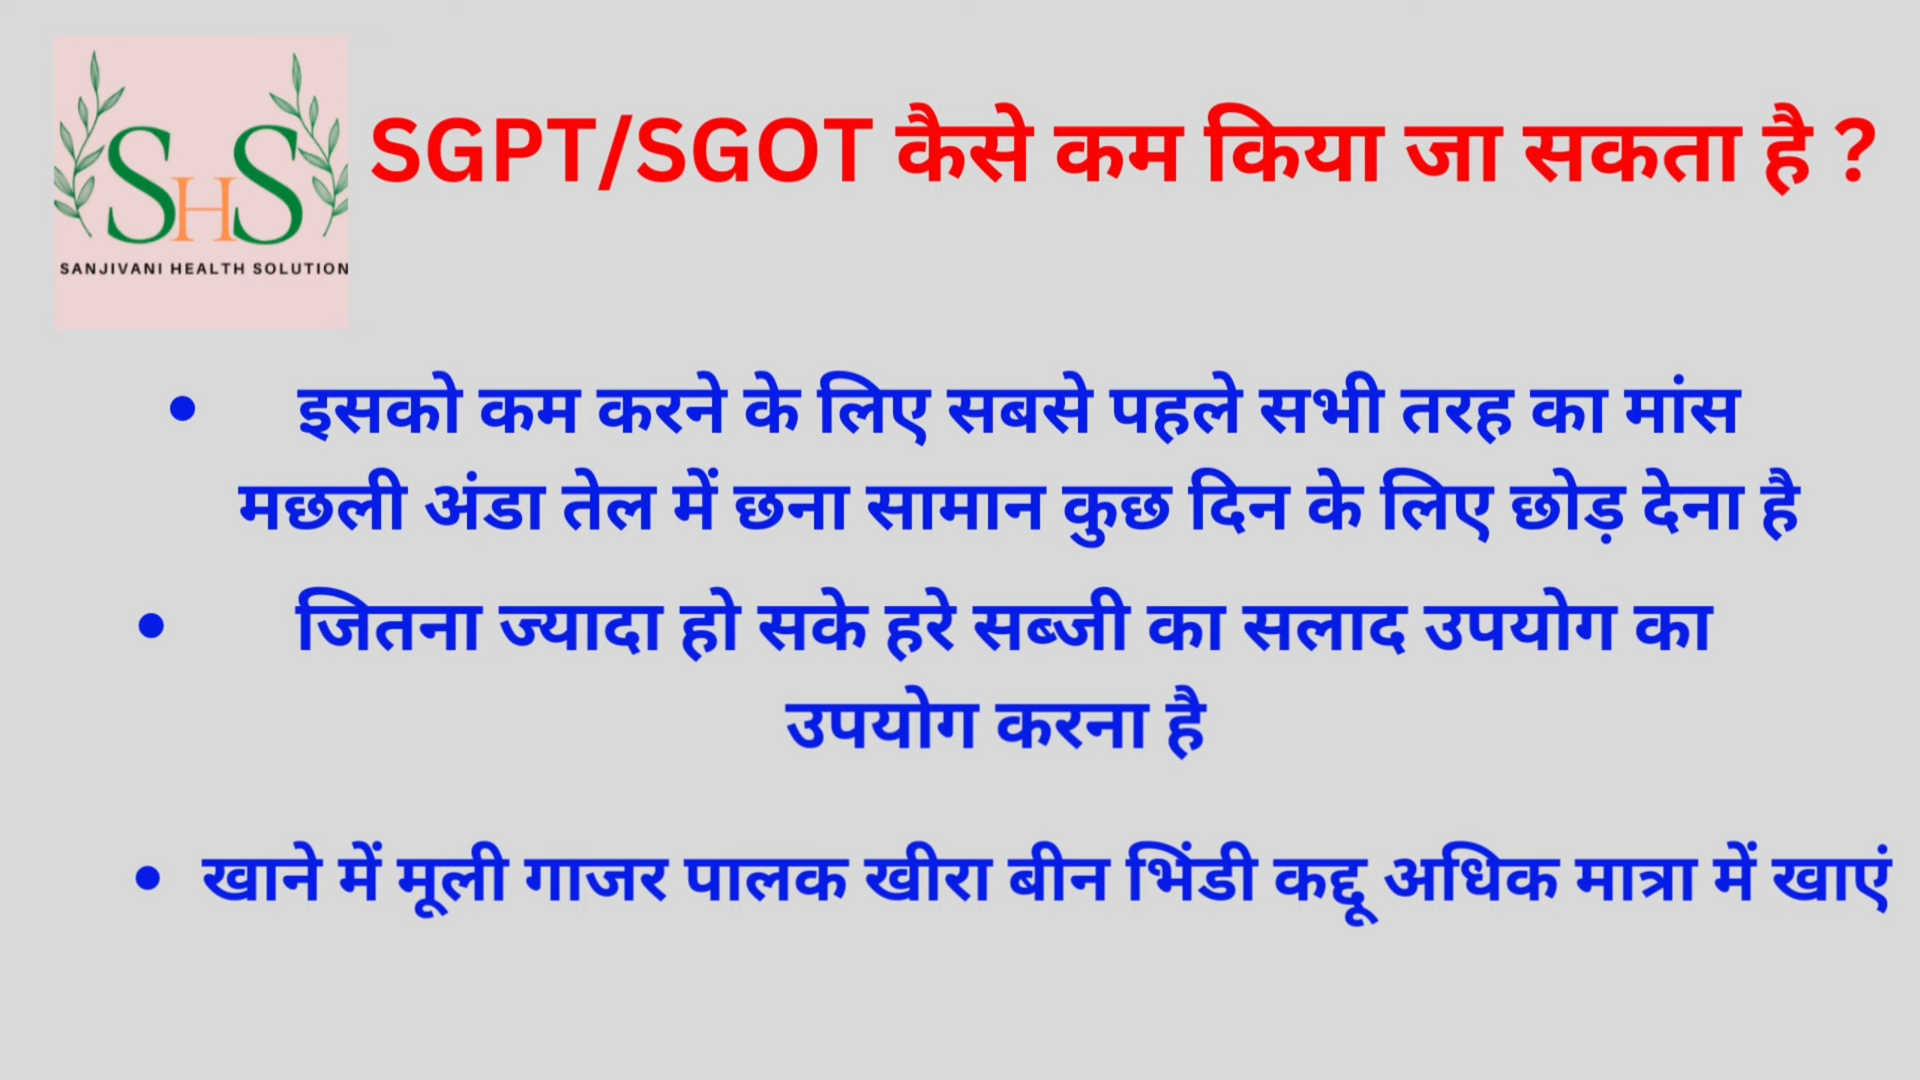 SHS
SANJIVANI HEALTH SOLUTION
SGPT/SGOT कैसे कम किया जा सकता है ?
• इसको कम करने के लिए सबसे पहले सभी तरह का मांस
मछली अंडा तेल में छना सामान कुछ दिन के लिए छोड़ देना है
• जितना ज्यादा हो सके हरे सब्जी का सलाद उपयोग का
उपयोग करना है
• खाने में मूली गाजर पालक खीरा बीन भिंडी कद्दू अधिक मात्रा में खाएं